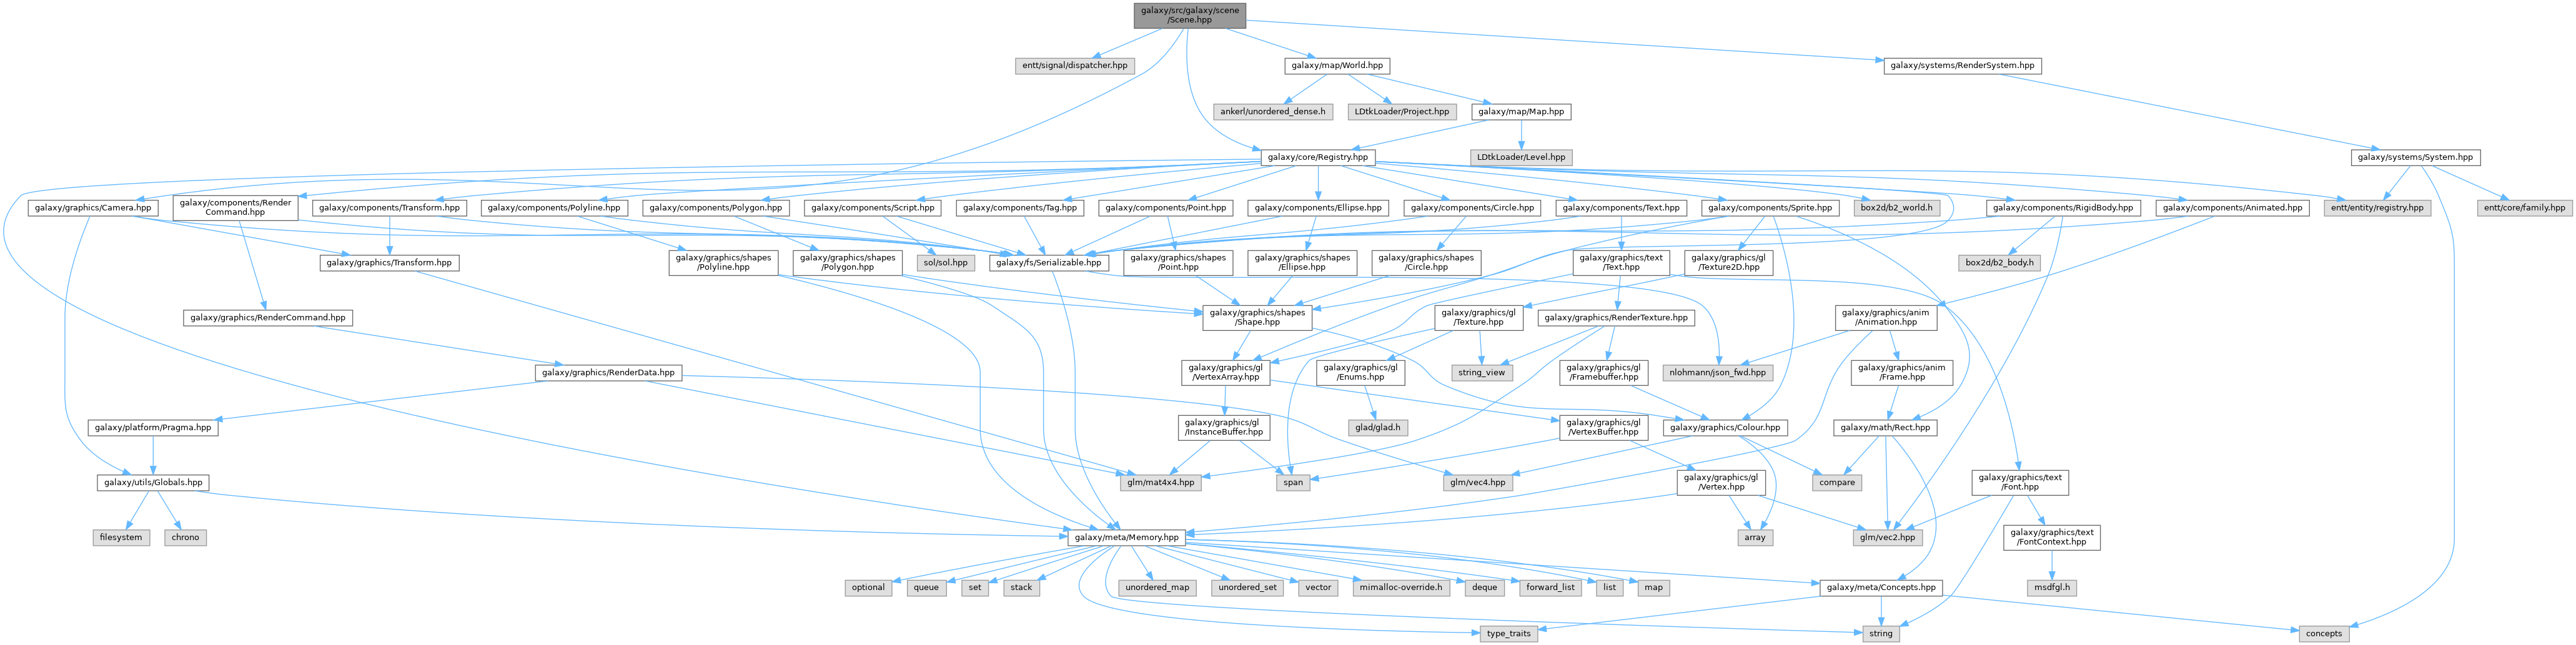 galaxy/src/galaxy/scene
/Scene.hpp
entt/signal/dispatcher.hpp
galaxy/map/World.hpp
galaxy/systems/RenderSystem.hpp
ankerl/unordered_dense.h
LDtkLoader/Project.hpp
galaxy/map/Map.hpp
galaxy/core/Registry.hpp
LDtkLoader/Level.hpp
galaxy/systems/System.hpp
galaxy/graphics/Camera.hpp
galaxy/components/Render
Command.hpp
galaxy/components/Transform.hpp
galaxy/components/Polyline.hpp
galaxy/components/Polygon.hpp
galaxy/components/Script.hpp
galaxy/components/Tag.hpp
galaxy/components/Point.hpp
galaxy/components/Ellipse.hpp
galaxy/components/Circle.hpp
galaxy/components/Text.hpp
galaxy/components/Sprite.hpp
box2d/b2_world.h
galaxy/components/RigidBody.hpp
galaxy/components/Animated.hpp
entt/entity/registry.hpp
entt/core/family.hpp
galaxy/graphics/Transform.hpp
galaxy/graphics/shapes
/Polyline.hpp
galaxy/graphics/shapes
/Polygon.hpp
sol/sol.hpp
galaxy/fs/Serializable.hpp
galaxy/graphics/shapes
/Point.hpp
galaxy/graphics/shapes
/Ellipse.hpp
galaxy/graphics/shapes
/Circle.hpp
galaxy/graphics/text
/Text.hpp
galaxy/graphics/gl
/Texture2D.hpp
box2d/b2_body.h
galaxy/graphics/RenderCommand.hpp
galaxy/graphics/shapes
/Shape.hpp
galaxy/graphics/gl
/Texture.hpp
galaxy/graphics/RenderTexture.hpp
galaxy/graphics/anim
/Animation.hpp
galaxy/graphics/RenderData.hpp
galaxy/graphics/gl
/VertexArray.hpp
galaxy/graphics/gl
/Enums.hpp
string_view
galaxy/graphics/gl
/Framebuffer.hpp
nlohmann/json_fwd.hpp
galaxy/graphics/anim
/Frame.hpp
galaxy/platform/Pragma.hpp
galaxy/graphics/gl
/InstanceBuffer.hpp
glad/glad.h
galaxy/graphics/gl
/VertexBuffer.hpp
galaxy/graphics/Colour.hpp
galaxy/math/Rect.hpp
galaxy/utils/Globals.hpp
glm/mat4x4.hpp
span
glm/vec4.hpp
galaxy/graphics/gl
/Vertex.hpp
compare
galaxy/graphics/text
/Font.hpp
filesystem
chrono
galaxy/meta/Memory.hpp
array
glm/vec2.hpp
galaxy/graphics/text
/FontContext.hpp
optional
queue
set
stack
unordered_map
unordered_set
vector
mimalloc-override.h
deque
forward_list
list
map
galaxy/meta/Concepts.hpp
msdfgl.h
type_traits
string
concepts